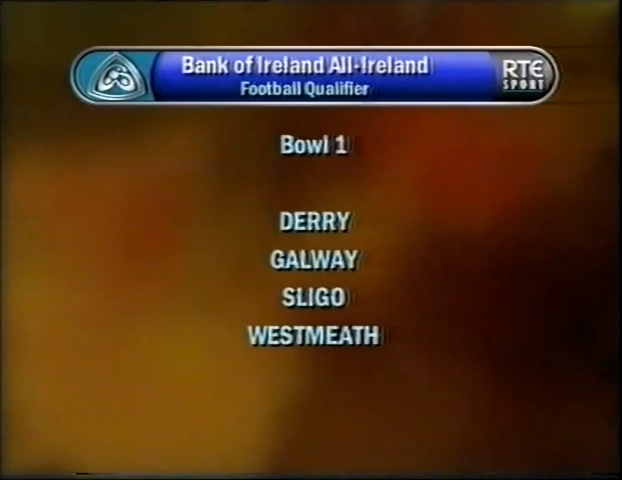 Bank of Ireland All-Ireland
Football Qualifier
RTE
SPORT
Bowl 1
DERRY
GALWAY
SLIGO
WESTMEATH